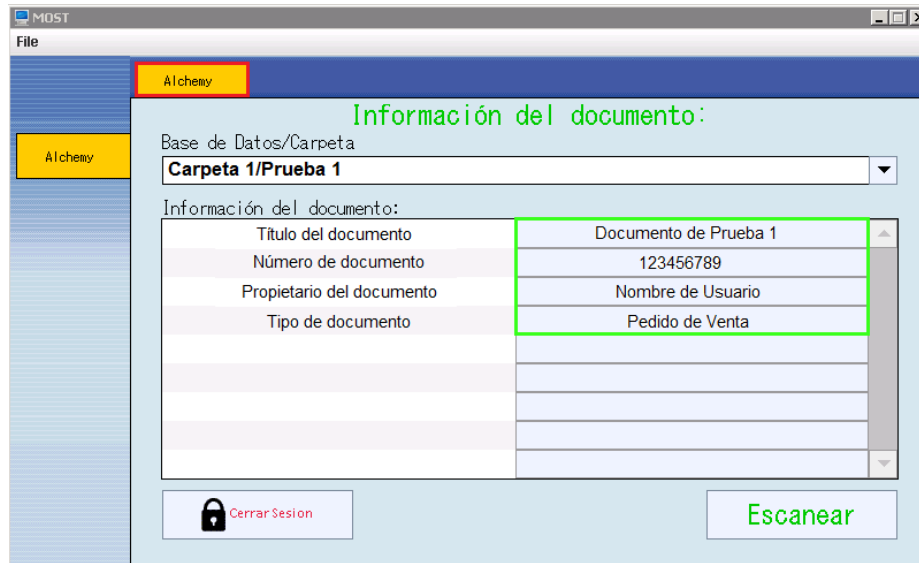 MOST
File
Alchemy
Información del documento:
Base de Datos/Carpeta
Alchemy
Carpeta 1/Prueba 1
Información del documento:
Título del documento Documento de Prueba 1
Número de documento 123456789
Propietario del documento Nombre de Usuario
Tipo de documento Pedido de Venta
Cerrar Sesion Escanear